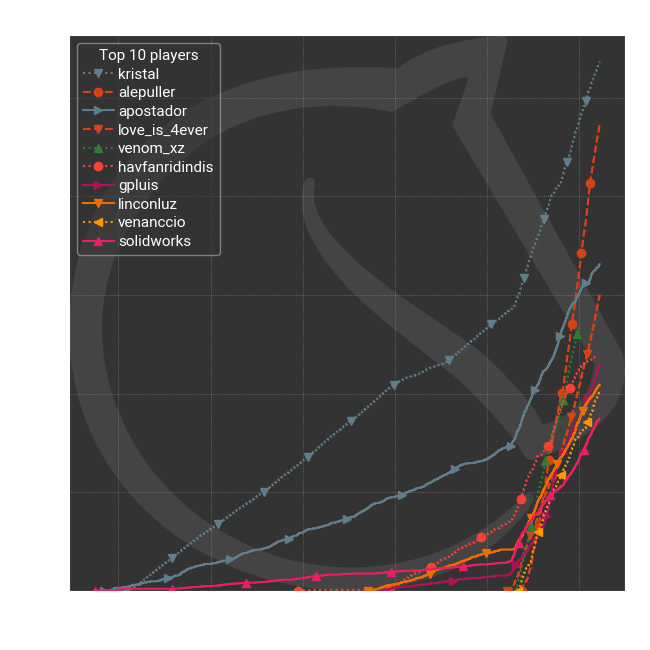 Top 10 players
kristal
alepuller
apostador
love_is_4ever
venom_xz
havfanridindis
gpluis
linconluz
venanccio
solidworks